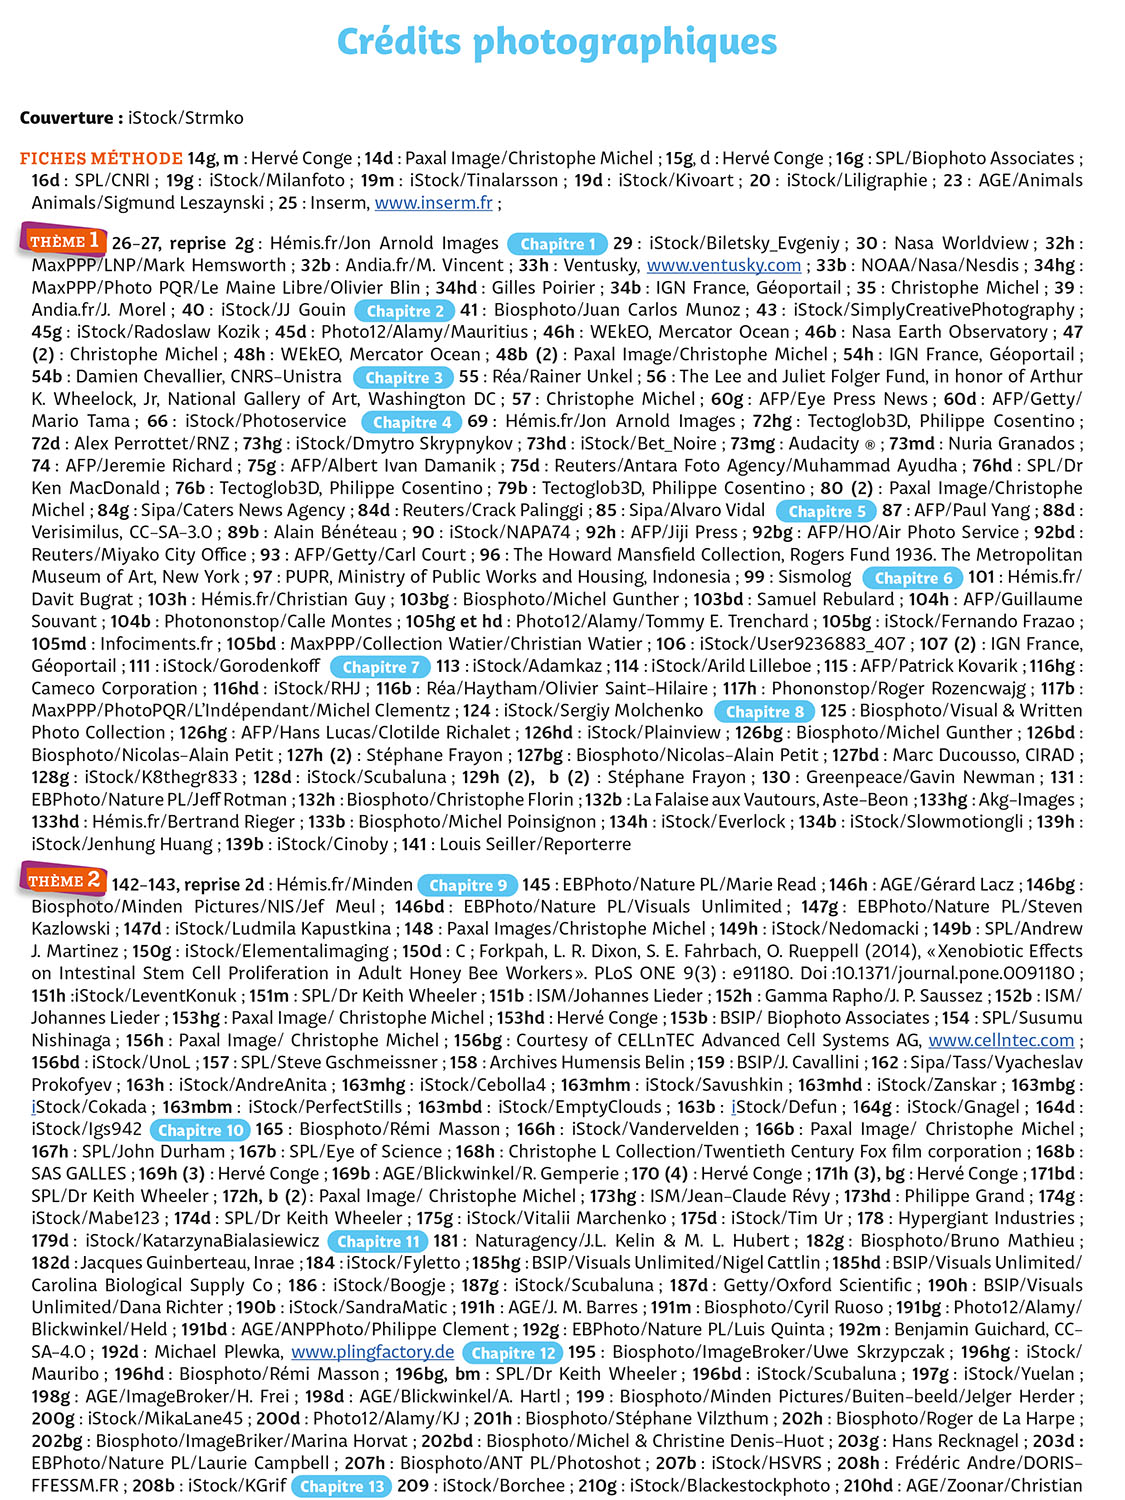 Crédits photographiques
Couverture : iStock/Strmko
FICHES MÉTHODE 14g, m : Hervé Conge ; 14d : Paxal Image/Christophe Michel ; 15g, d : Hervé Conge ; 16g : SPL/Biophoto Associates ;
16d : SPL/CNRI ; 19g : iStock/Milanfoto ; 19m : iStock/Tinalarsson ; 19d : iStock/Kivoart ; 20 : iStock/Liligraphie ; 23 : AGE/Animals
Animals/Sigmund Leszaynski ; 25 : Inserm, www.inserm.fr ;
THÈME 1 26-27, reprise 2g : Hémis.fr/Jon Arnold Images Chapitre 1 29 : iStock/Biletsky_Evgeniy ; 30 : Nasa Worldview ; 32h :
MaxPPP/LNP/Mark Hemsworth ; 32b : Andia.fr/M. Vincent ; 33h : Ventusky, www.ventusky.com ; 33b : NOAA/Nasa/Nesdis ; 34hg :
MaxPPP/Photo PQR/Le Maine Libre/Olivier Blin ; 34hd : Gilles Poirier ; 34b : IGN France, Géoportail ; 35 : Christophe Michel ; 39 :
Andia.fr/J. Morel ; 40 : iStock/JJ Gouin Chapitre 2 41 : Biosphoto/Juan Carlos Munoz ; 43 : iStock/SimplyCreativePhotography ;
45g : iStock/Radoslaw Kozik ; 45d : Photo12/Alamy/Mauritius ; 46h : WEkEO, Mercator Ocean ; 46b : Nasa Earth Observatory ; 47
(2) : Christophe Michel ; 48h : WEkEO, Mercator Ocean ; 48b (2) : Paxal Image/Christophe Michel ; 54h : IGN France, Géoportail ;
54b : Damien Chevallier, CNRS-Unistra Chapitre 3 55 : Réa/Rainer Unkel ; 56 : The Lee and Juliet Folger Fund, in honor of Arthur
K. Wheelock, Jr, National Gallery of Art, Washington DC ; 57 : Christophe Michel ; 60g : AFP/Eye Press News ; 60d : AFP/Getty/
Mario Tama ; 66 : iStock/Photoservice Chapitre 4 69 : Hémis.fr/Jon Arnold Images ; 72hg : Tectoglob3D, Philippe Cosentino ;
72d : Alex Perrottet/RNZ ; 73hg : iStock/Dmytro Skrypnykov ; 73hd : iStock/Bet_Noire ; 73mg : Audacity ® ; 73md : Nuria Granados ;
74 : AFP/Jeremie Richard ; 75g : AFP/Albert Ivan Damanik ; 75d : Reuters/Antara Foto Agency/Muhammad Ayudha ; 76hd : SPL/Dr
Ken MacDonald ; 76b : Tectoglob3D, Philippe Cosentino ; 79b : Tectoglob3D, Philippe Cosentino ; 80 (2) : Paxal Image/Christophe
Michel ; 84g : Sipa/Caters News Agency ; 84d : Reuters/Crack Palinggi ; 85 : Sipa/Alvaro Vidal Chapitre 5 87 : AFP/Paul Yang ; 88d :
Verisimilus, CC-SA-3.0 ; 89b : Alain Bénéteau ; 90 : iStock/NAPA74 ; 92h : AFP/Jiji Press ; 92bg : AFP/HO/Air Photo Service ; 92bd :
Reuters/Miyako City Office ; 93 : AFP/Getty/Carl Court ; 96 : The Howard Mansfield Collection, Rogers Fund 1936. The Metropolitan
Museum of Art, New York ; 97 : PUPR, Ministry of Public Works and Housing, Indonesia ; 99 : Sismolog Chapitre 6 101 : Hémis.fr/
Davit Bugrat ; 103h : Hémis.fr/Christian Guy ; 103bg : Biosphoto/Michel Gunther ; 103bd : Samuel Rebulard ; 104h : AFP/Guillaume
Souvant ; 104b : Photononstop/Calle Montes ; 105hg et hd : Photo12/Alamy/Tommy E. Trenchard ; 105bg : iStock/Fernando Frazao ;
105md : Infociments.fr ; 105bd : MaxPPP/Collection Watier/Christian Watier ; 106 : iStock/User9236883_407 ; 107 (2) : IGN France,
Géoportail ; 111 : iStock/Gorodenkoff Chapitre 7 113 : iStock/Adamkaz ; 114 : iStock/Arild Lilleboe ; 115 : AFP/Patrick Kovarik ; 116hg :
Cameco Corporation ; 116hd : iStock/RHJ ; 116b : Réa/Haytham/Olivier Saint-Hilaire ; 117h : Phononstop/Roger Rozencwajg ; 117b :
MaxPPP/PhotoPQR/L'Indépendant/Michel Clementz ; 124 : iStock/Sergiy Molchenko Chapitre 8 125 : Biosphoto/Visual & Written
Photo Collection ; 126hg : AFP/Hans Lucas/Clotilde Richalet ; 126hd : iStock/Plainview ; 126bg : Biosphoto/Michel Gunther ; 126bd :
Biosphoto/Nicolas-Alain Petit ; 127h (2) : Stéphane Frayon ; 127bg : Biosphoto/Nicolas-Alain Petit ; 127bd : Marc Ducousso, CIRAD ;
128g : iStock/K8thegr833 ; 128d : iStock/Scubaluna ; 129h (2), b (2) : Stéphane Frayon ; 130 : Greenpeace/Gavin Newman ; 131 :
EBPhoto/Nature PL/Jeff Rotman ; 132h : Biosphoto/Christophe Florin ; 132b : La Falaise aux Vautours, Aste-Beon ; 133hg : Akg-Images ;
133hd : Hémis.fr/Bertrand Rieger ; 133b : Biosphoto/Michel Poinsignon ; 134h : iStock/Everlock ; 134b : iStock/Slowmotiongli ; 139h :
iStock/Jenhung Huang ; 139b : iStock/Cinoby ; 141 : Louis Seiller/Reporterre
THÈME 2 142-143, reprise 2d : Hémis.fr/Minden Chapitre 9 145 : EBPhoto/Nature PL/Marie Read ; 146h : AGE/Gérard Lacz ; 146bg :
Biosphoto/Minden Pictures/NIS/Jef Meul ; 146bd : EBPhoto/Nature PL/Visuals Unlimited ; 147g : EBPhoto/Nature PL/Steven
Kazlowski ; 147d : iStock/Ludmila Kapustkina ; 148 : Paxal Images/Christophe Michel ; 149h : iStock/Nedomacki ; 149b : SPL/Andrew
J. Martinez ; 150g : iStock/Elementalimaging ; 150d : C ; Forkpah, L. R. Dixon, S. E. Fahrbach, O. Rueppell (2014), « Xenobiotic Effects
on Intestinal Stem Cell Proliferation in Adult Honey Bee Workers ». PLoS ONE 9(3) : e91180. Doi :10.1371/journal.pone.0091180 ;
151h :iStock/LeventKonuk ; 151m : SPL/Dr Keith Wheeler ; 151b : ISM/Johannes Lieder ; 152h : Gamma Rapho/J. P. Saussez ; 152b : ISM/
Johannes Lieder ; 153hg : Paxal Image/ Christophe Michel ; 153hd : Hervé Conge ; 153b : BSIP/ Biophoto Associates ; 154 : SPL/Susumu
Nishinaga ; 156h : Paxal Image/ Christophe Michel ; 156bg : Courtesy of CELLnTEC Advanced Cell Systems AG, www.cellntec.com ;
156bd : iStock/UnoL ; 157 : SPL/Steve Gschmeissner ; 158 : Archives Humensis Belin ; 159 : BSIP/J. Cavallini ; 162 : Sipa/Tass/Vyacheslav
Prokofyev ; 163h : iStock/AndreAnita ; 163mhg : iStock/Cebolla4 ; 163mhm : iStock/Savushkin ; 163mhd : iStock/Zanskar ; 163mbg :
iStock/Cokada ; 163mbm : iStock/PerfectStills ; 163mbd : iStock/EmptyClouds ; 163b : iStock/Defun ; 164g : iStock/Gnagel ; 164d :
iStock/Igs942 Chapitre 10 165 : Biosphoto/Rémi Masson ; 166h : iStock/Vandervelden ; 166b : Paxal Image/ Christophe Michel ;
167h : SPL/John Durham ; 167b : SPL/Eye of Science ; 168h : Christophe L Collection/Twentieth Century Fox film corporation ; 168b :
SAS GALLES ; 169h (3) : Hervé Conge ; 169b : AGE/Blickwinkel/R. Gemperie ; 170 (4) : Hervé Conge ; 171h (3), bg : Hervé Conge ; 171bd :
SPL/Dr Keith Wheeler ; 172h, b (2) : Paxal Image/ Christophe Michel ; 173hg : ISM/Jean-Claude Révy ; 173hd : Philippe Grand ; 174g :
iStock/Mabe123 ; 174d : SPL/Dr Keith Wheeler ; 175g : iStock/Vitalii Marchenko ; 175d : iStock/Tim Ur ; 178 : Hypergiant Industries ;
179d : iStock/KatarzynaBialasiewicz Chapitre 11 181 : Naturagency/J.L. Kelin & M. L. Hubert ; 182g : Biosphoto/Bruno Mathieu ;
182d : Jacques Guinberteau, Inrae ; 184 : iStock/Fyletto ; 185hg : BSIP/Visuals Unlimited/Nigel Cattlin ; 185hd : BSIP/Visuals Unlimited/
Carolina Biological Supply Co ; 186 : iStock/Boogje ; 187g : iStock/Scubaluna ; 187d : Getty/Oxford Scientific ; 190h : BSIP/Visuals
Unlimited/Dana Richter ; 190b : iStock/SandraMatic ; 191h : AGE/J. M. Barres ; 191m : Biosphoto/Cyril Ruoso ; 191bg : Photo12/Alamy/
Blickwinkel/Held ; 191bd : AGE/ANPPhoto/Philippe Clement ; 192g : EBPhoto/Nature PL/Luis Quinta ; 192m : Benjamin Guichard, CC-
SA-4.0 ; 192d : Michael Plewka, www.plingfactory.de Chapitre 12 195 : Biosphoto/ImageBroker/Uwe Skrzypczak ; 196hg : iStock/
Mauribo ; 196hd : Biosphoto/Rémi Masson ; 196bg, bm : SPL/Dr Keith Wheeler ; 196bd : iStock/Scubaluna ; 197g : iStock/Yuelan ;
198g : AGE/ImageBroker/H. Frei ; 198d : AGE/Blickwinkel/A. Hartl ; 199 : Biosphoto/Minden Pictures/Buiten-beeld/Jelger Herder ;
200g : iStock/MikaLane45 ; 200d : Photo12/Alamy/KJ ; 201h : Biosphoto/Stéphane Vilzthum ; 202h : Biosphoto/Roger de La Harpe ;
202bg : Biosphoto/ImageBriker/Marina Horvat ; 202bd : Biosphoto/Michel & Christine Denis-Huot ; 203g : Hans Recknagel ; 203d :
EBPhoto/Nature PL/Laurie Campbell ; 207h : Biosphoto/ANT PL/Photoshot ; 207b : iStock/HSVRS ; 208h : Frédéric Andre/DORIS-
FFESSM.FR ; 208b : iStock/KGrif Chapitre 13 209 : iStock/Borchee ; 210g : iStock/Blackestockphoto ; 210hd : AGE/Zoonar/Christian